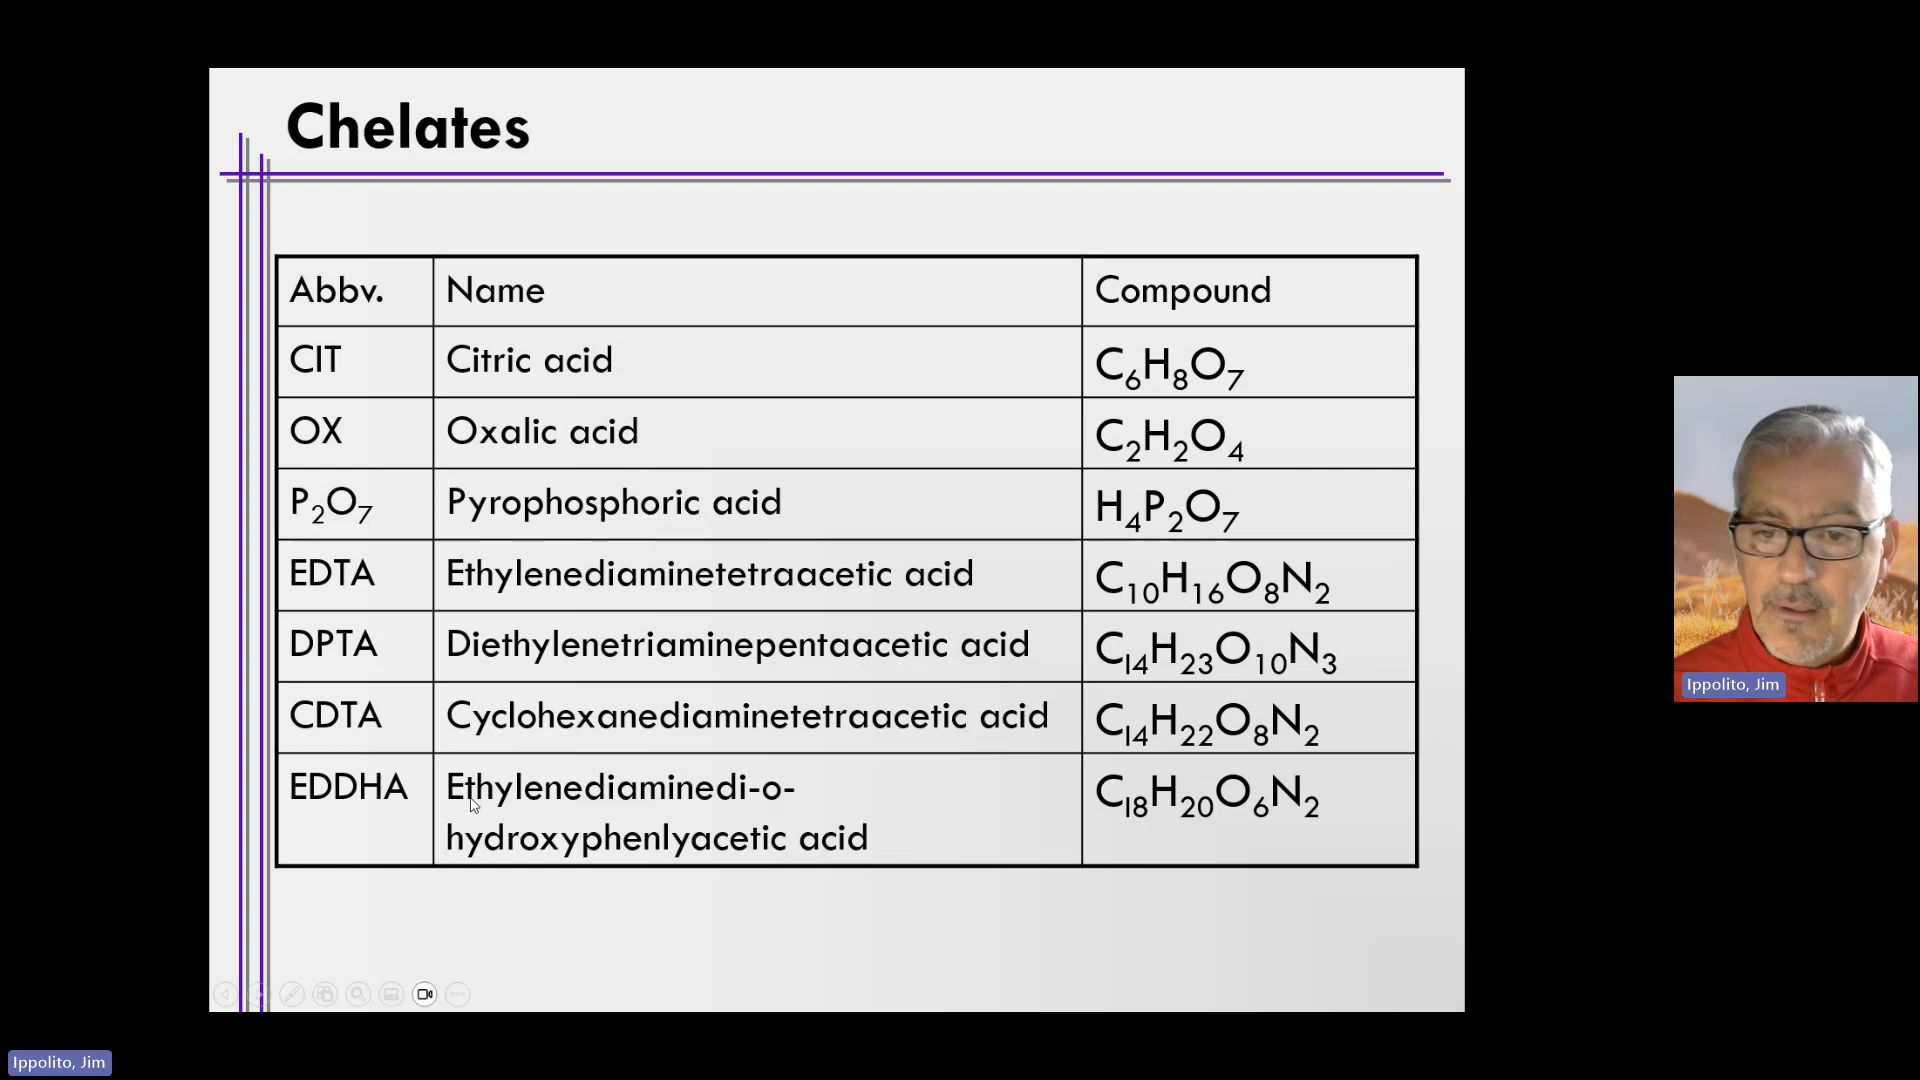 Chelates
Abbv. Name Compound
CIT Citric acid C₆H₈O₇
OX Oxalic acid C₂H₂O₄
P₂O₇ Pyrophosphoric acid H₄P₂O₇
EDTA Ethylenediaminetetraacetic acid C₁₀H₁₆O₈N₂
DPTA Diethylenetriaminepentaacetic acid C₁₄H₂₃O₁₀N₃
CDTA Cyclohexanediaminetetraacetic acid C₁₄H₂₂O₈N₂
EDDHA Ethylenediaminedi-o- C₁₈H₂₀O₆N₂
hydroxyphenlyacetic acid
Ippolito, Jim
Ippolito, Jim